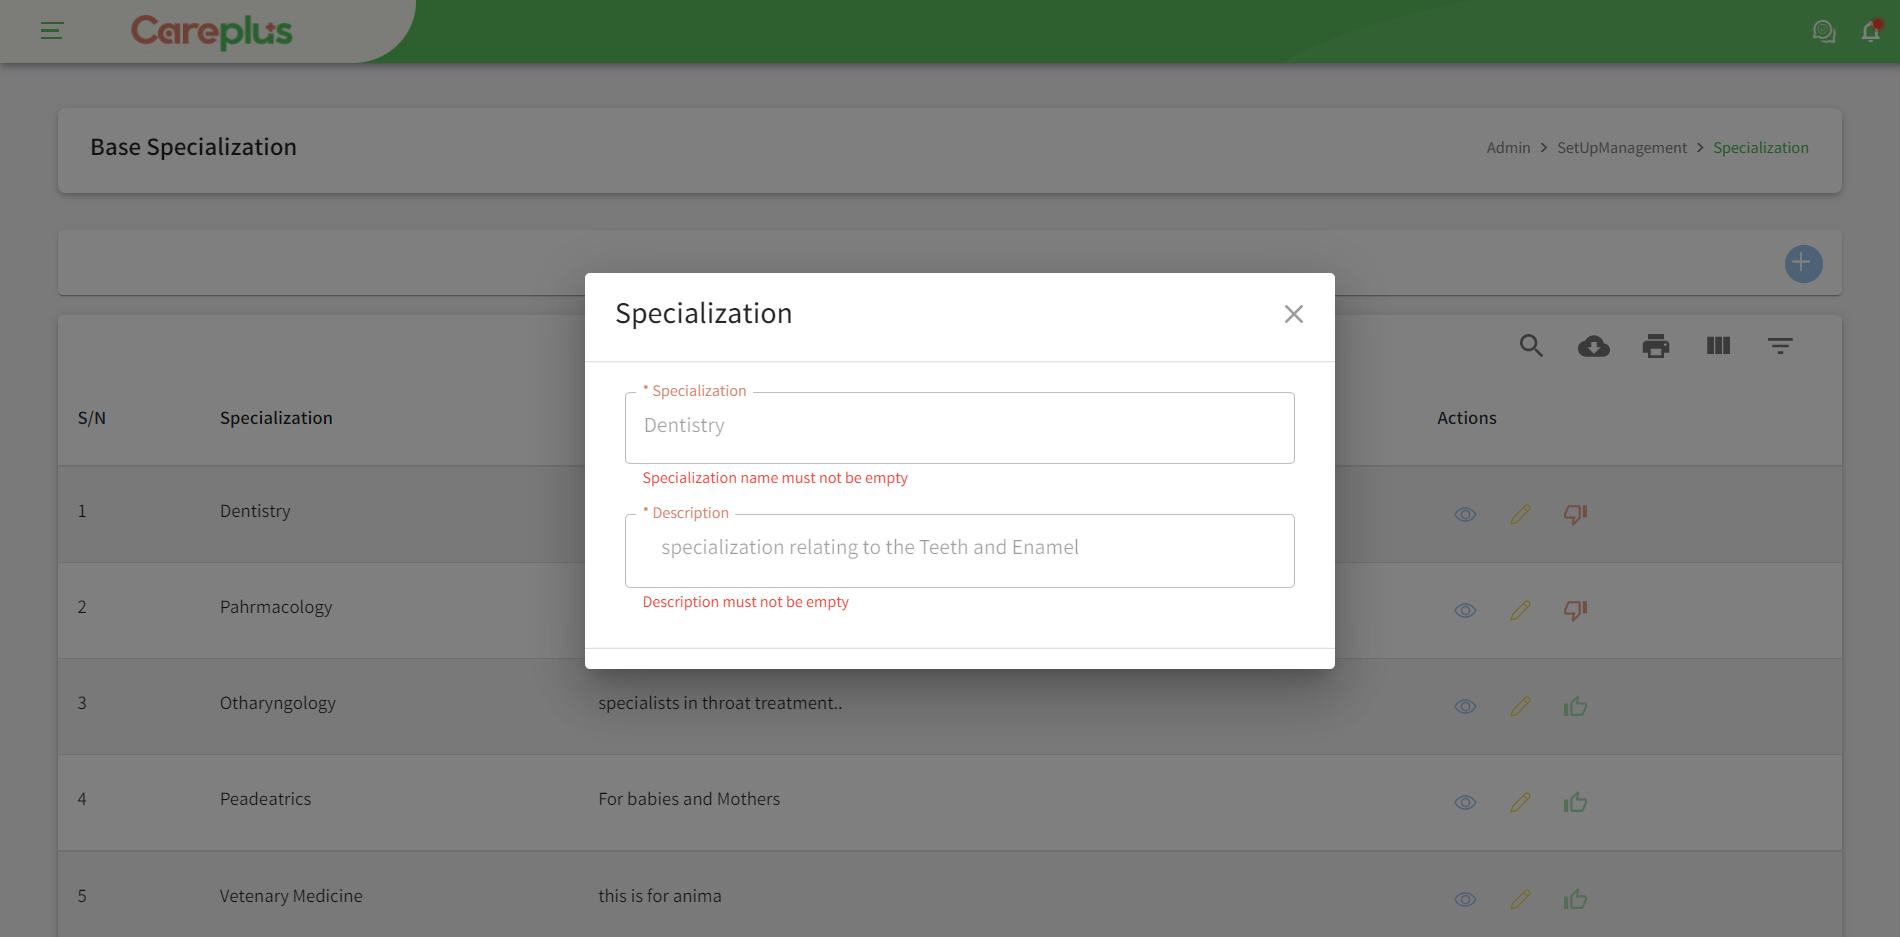 Careplus
Base Specialization
Admin > SetUpManagement > Specialization
Specialization
* Specialization
Dentistry
Specialization name must not be empty
* Description
specialization relating to the Teeth and Enamel
Description must not be empty
S/N Specialization Actions
1 Dentistry
2 Pahrmacology
3 Otharyngology specialists in throat treatment..
4 Peadeatrics For babies and Mothers
5 Vetenary Medicine this is for anima